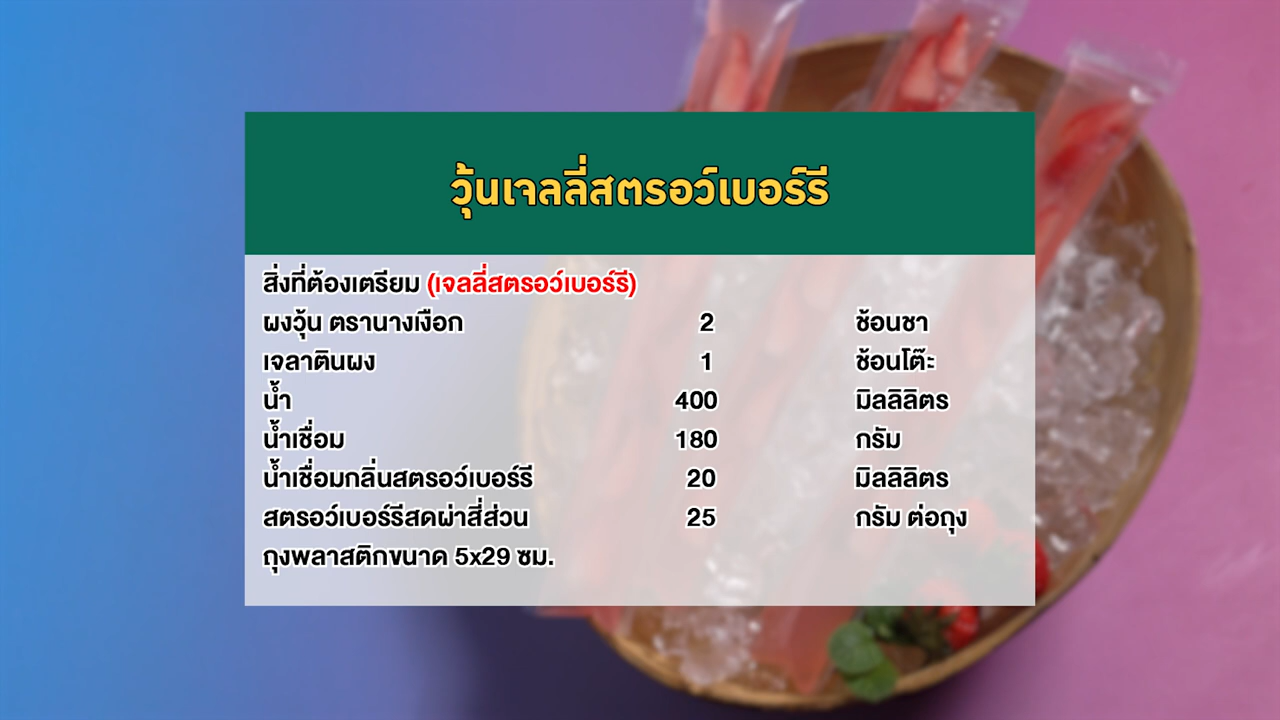 วุ้นเจลลี่สตรอว์เบอร์รี
สิ่งที่ต้องเตรียม (เจลลี่สตรอว์เบอร์รี)
ผงวุ้น ตรานางเงือก 2 ช้อนชา
เจลาตินผง 1 ช้อนโต๊ะ
น้ำ 400 มิลลิลิตร
น้ำเชื่อม 180 กรัม
น้ำเชื่อมกลิ่นสตรอว์เบอร์รี 20 มิลลิลิตร
สตรอว์เบอร์รีสดผ่าสี่ส่วน 25 กรัม ต่อถุง
ถุงพลาสติกขนาด 5x29 ซม.